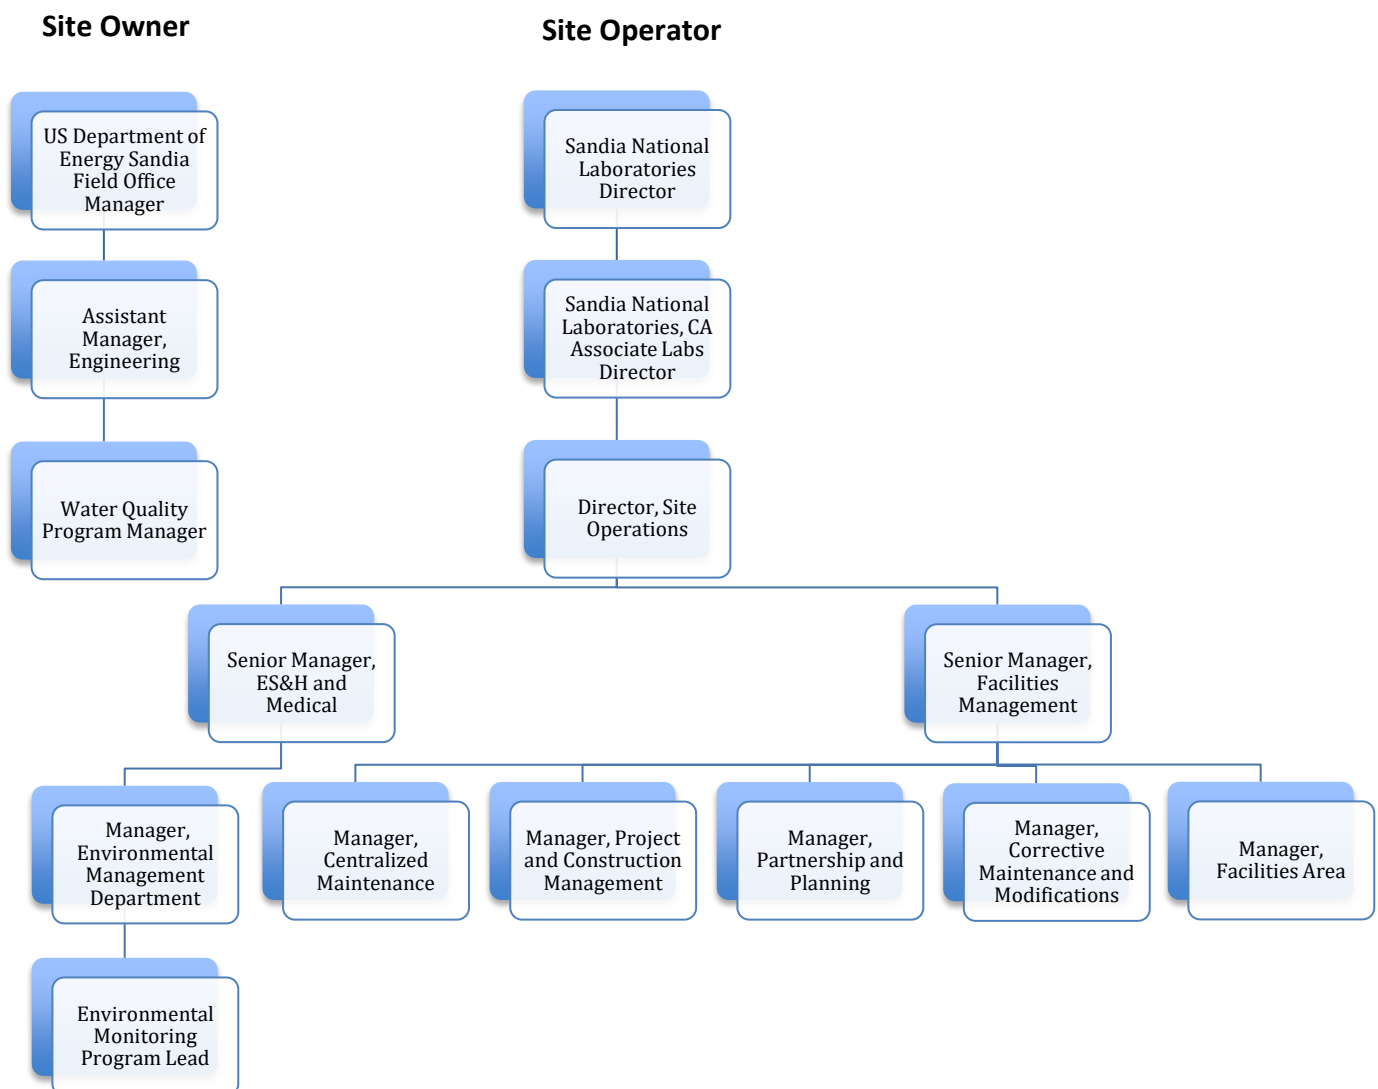 Site Owner
Site Operator
US Department of
Energy Sandia
Field Office
Manager
Sandia National
Laboratories
Director
Assistant
Manager,
Engineering
Sandia National
Laboratories, CA
Associate Labs
Director
Water Quality
Program Manager
Director, Site
Operations
Senior Manager,
ES&H and
Medical
Senior Manager,
Facilities
Management
Manager,
Environmental
Management
Department
Manager,
Centralized
Maintenance
Manager, Project
and Construction
Management
Manager,
Partnership and
Planning
Manager,
Corrective
Maintenance and
Modifications
Manager,
Facilities Area
Environmental
Monitoring
Program Lead